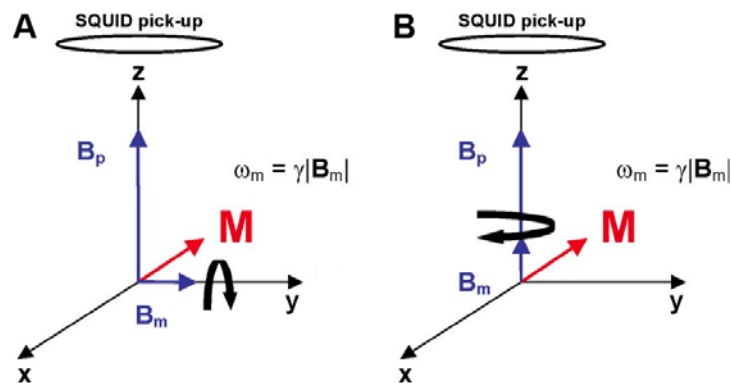 A
SQUID pick-up
z
Bp
ωm = γ|Bm|
M
Bm
y
x
B
SQUID pick-up
z
Bp
ωm = γ|Bm|
M
Bm
y
x